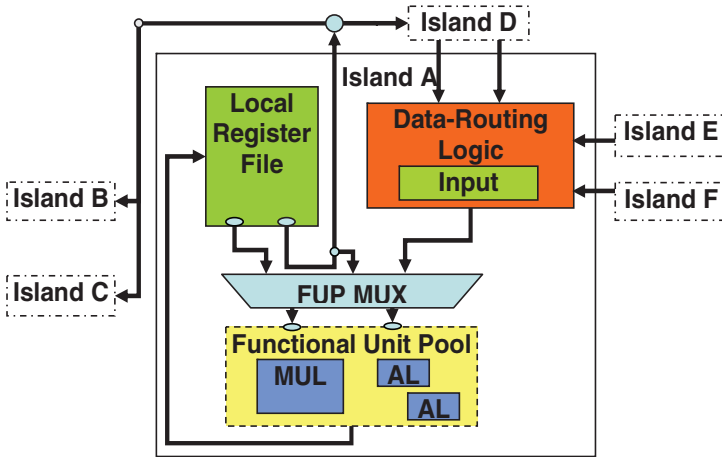 Island D
Island A
Local
Register
File
Data-Routing
Logic
Input
Island E
Island F
Island B
Island C
FUP MUX
Functional Unit Pool
MUL
AL
AL